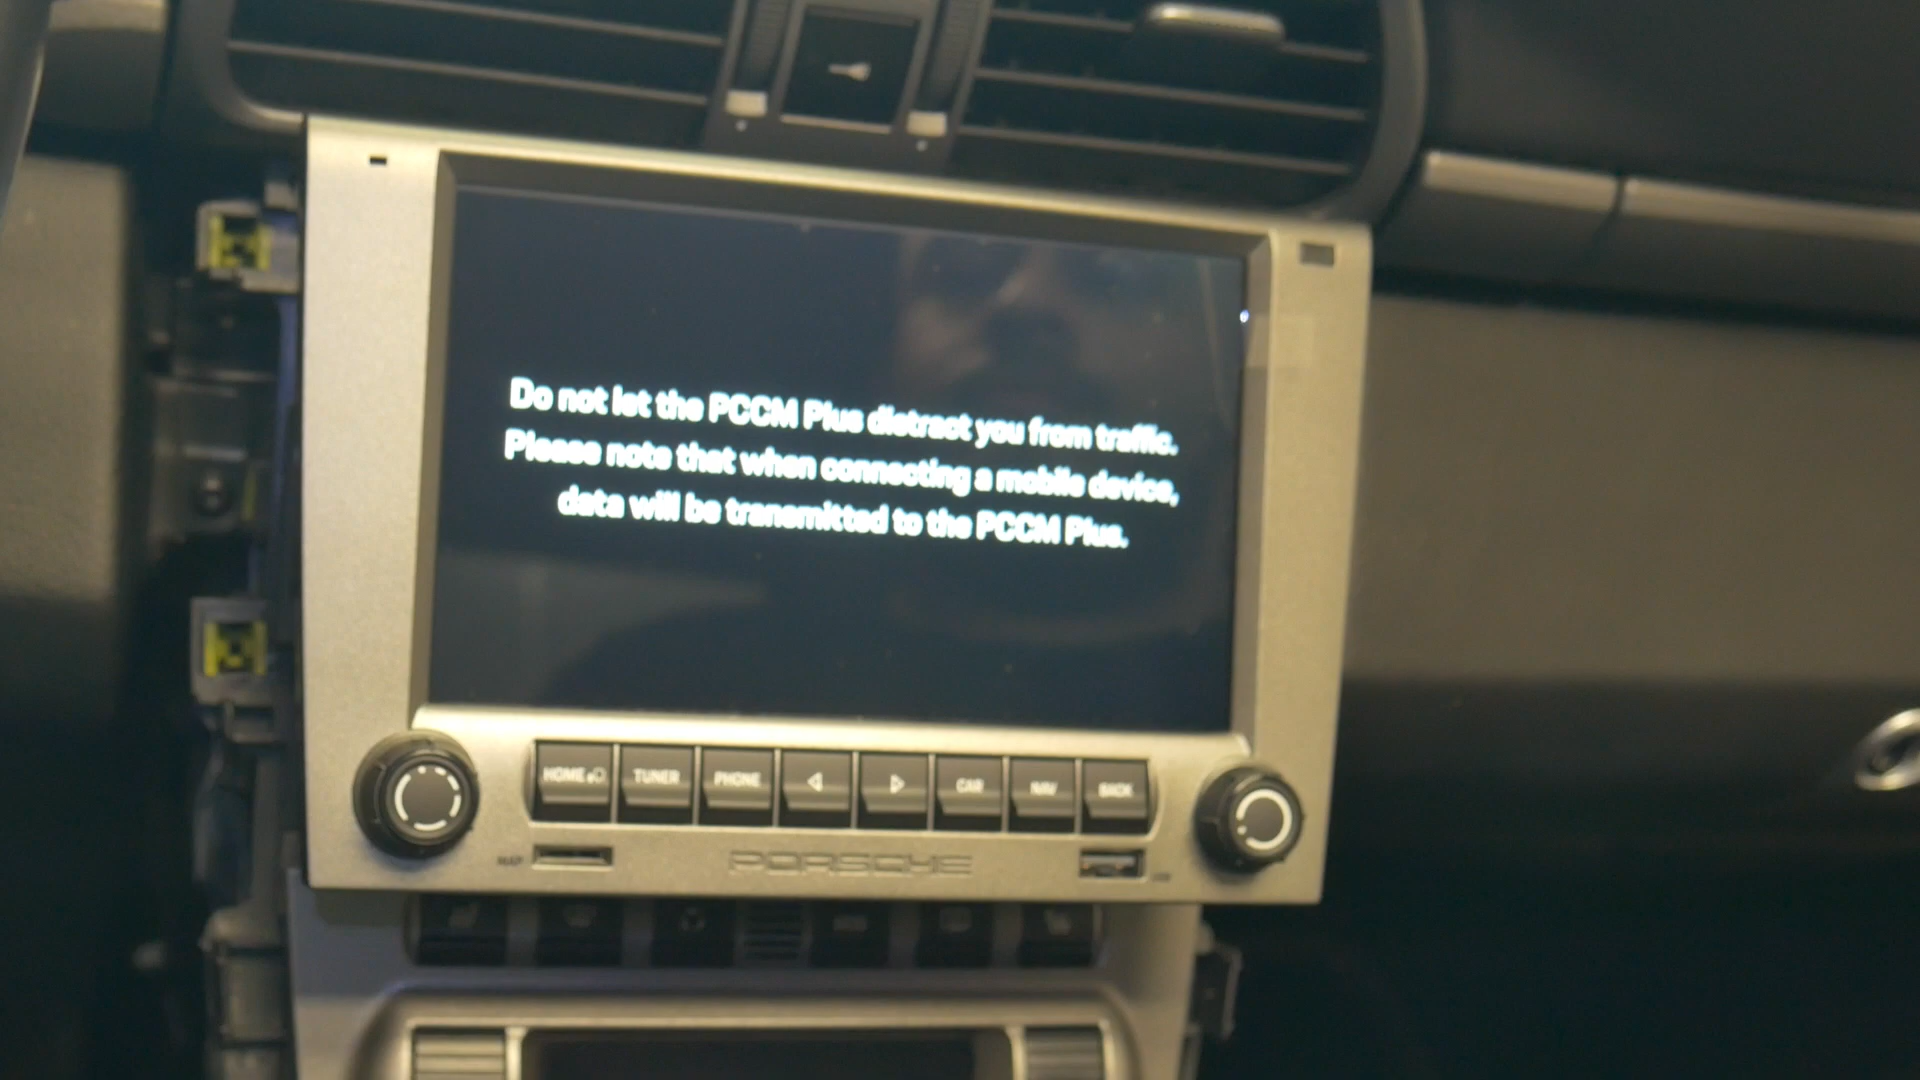 Do not let the PCCM Plus distract you from traffic.
Please note that when connecting a mobile device,
data will be transmitted to the PCCM Plus.
HOME TUNER PHONE CAR NAV BACK
MAP PORSCHE